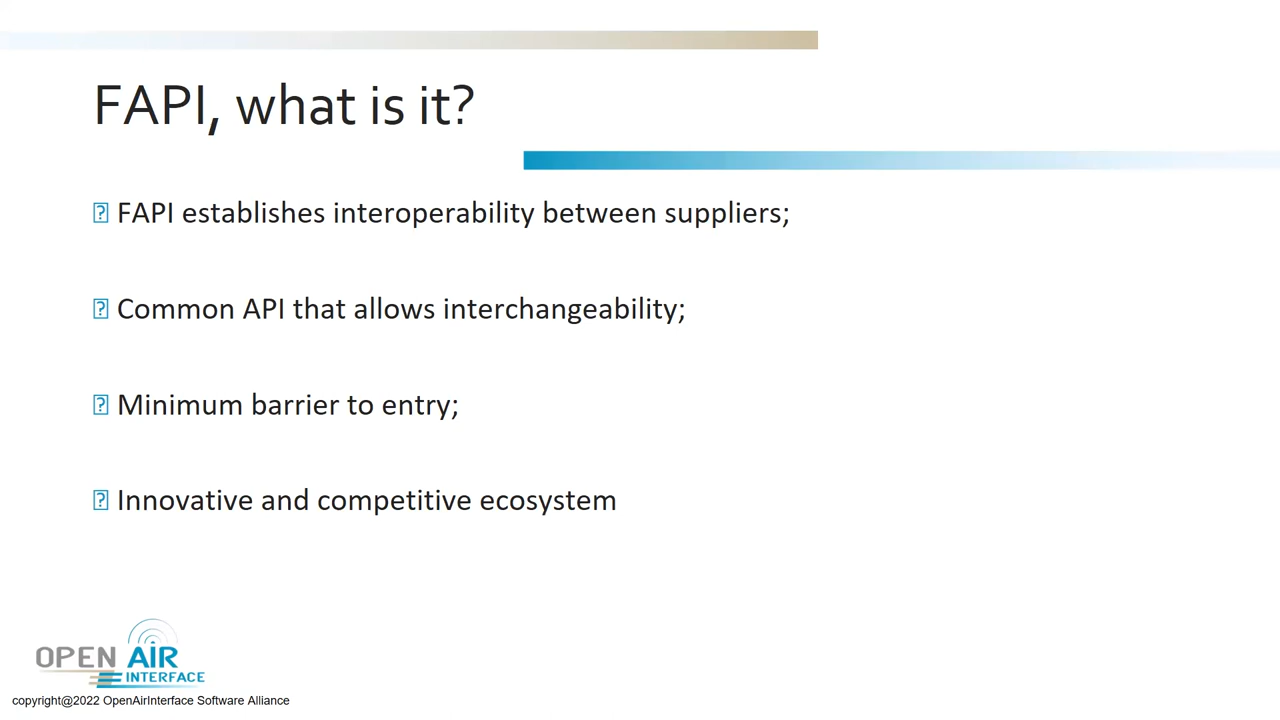 FAPI, what is it?
FAPI establishes interoperability between suppliers;
Common API that allows interchangeability;
Minimum barrier to entry;
Innovative and competitive ecosystem
OPEN AIR
INTERFACE
copyright@2022 OpenAirInterface Software Alliance